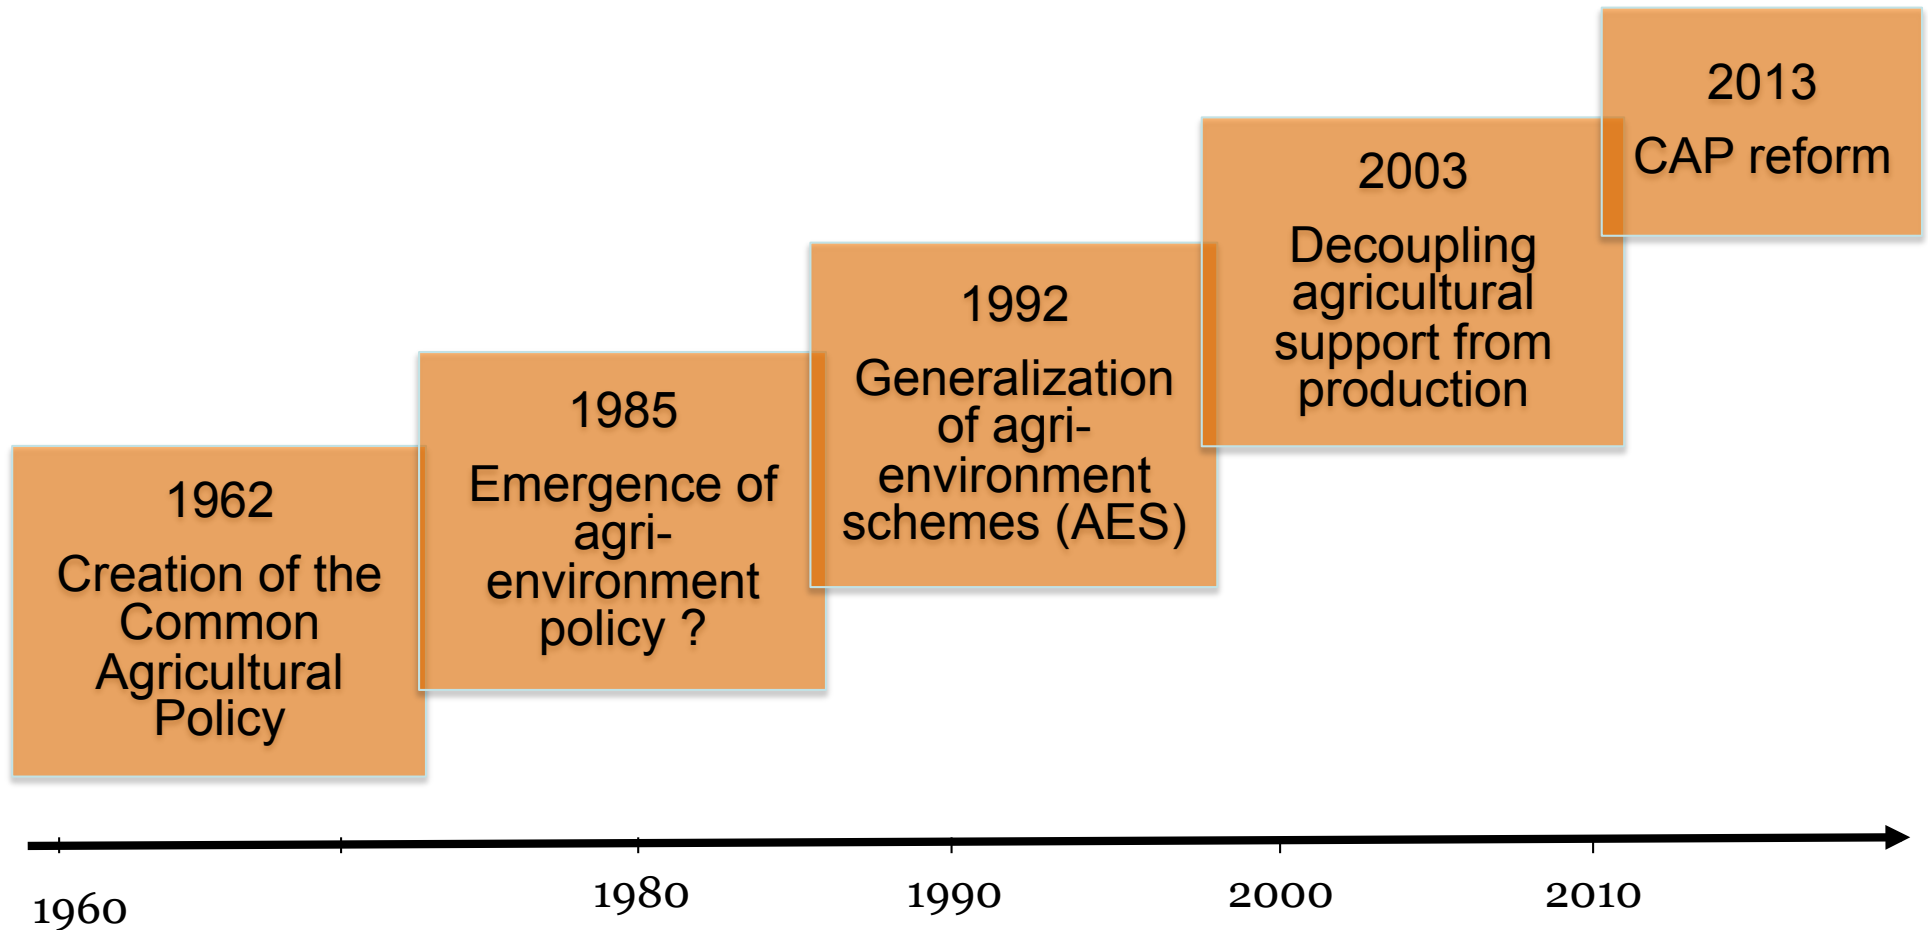 1962
Creation of the
Common
Agricultural
Policy
1985
Emergence of
agri-
environment
policy ?
1992
Generalization
of agri-
environment
schemes (AES)
2003
Decoupling
agricultural
support from
production
2013
CAP reform
1960
1980
1990
2000
2010